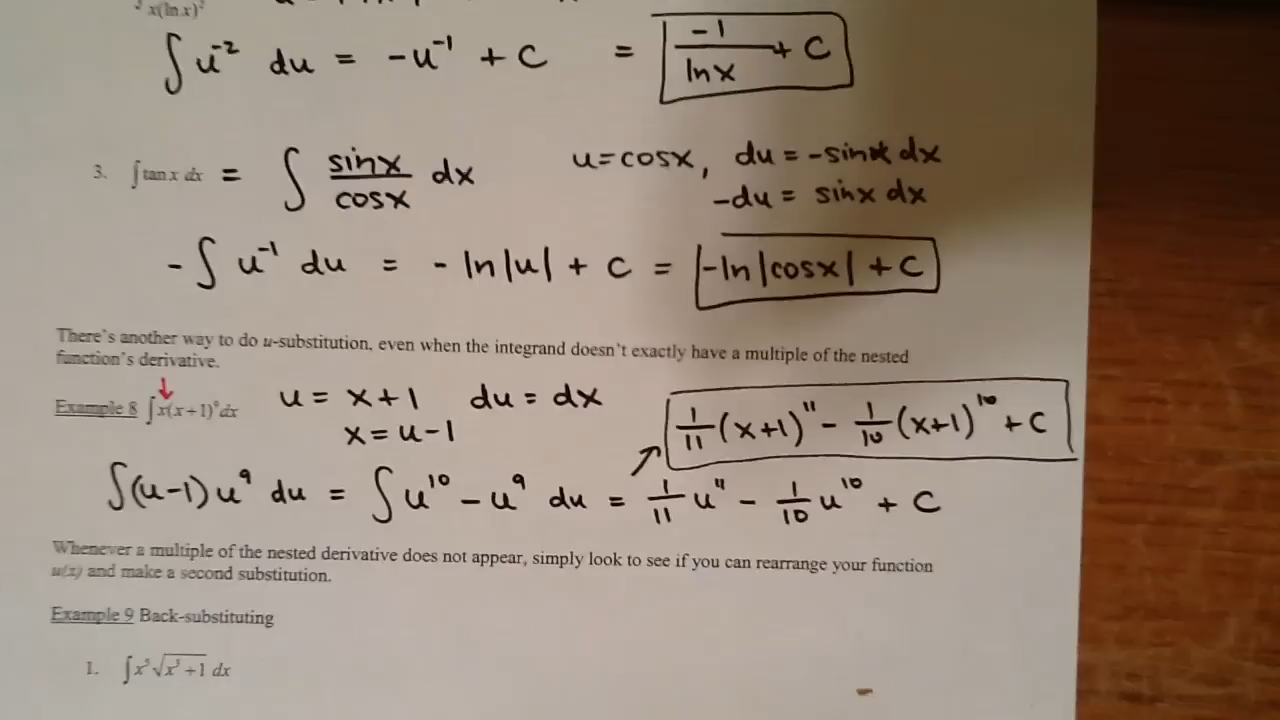 x(ln x)²
∫ u⁻² du = -u⁻¹ + C = -1/lnx + C
3. ∫tan x dx = ∫ sinx/cosx dx u=cosx, du = -sinx dx
-du = sinx dx
-∫ u⁻¹ du = -ln|u| + C = -ln|cosx| + C
There's another way to do u-substitution, even when the integrand doesn't exactly have a multiple of the nested
function's derivative.
Example 8 ∫x(x+1)⁹dx u = x+1 du = dx
x = u-1
1/11 (x+1)¹¹ - 1/10 (x+1)¹⁰ + C
∫(u-1)u⁹ du = ∫u¹⁰ - u⁹ du = 1/11 u¹¹ - 1/10 u¹⁰ + C
Whenever a multiple of the nested derivative does not appear, simply look to see if you can rearrange your function
u(x) and make a second substitution.
Example 9 Back-substituting
1. ∫x⁵√x³+1 dx